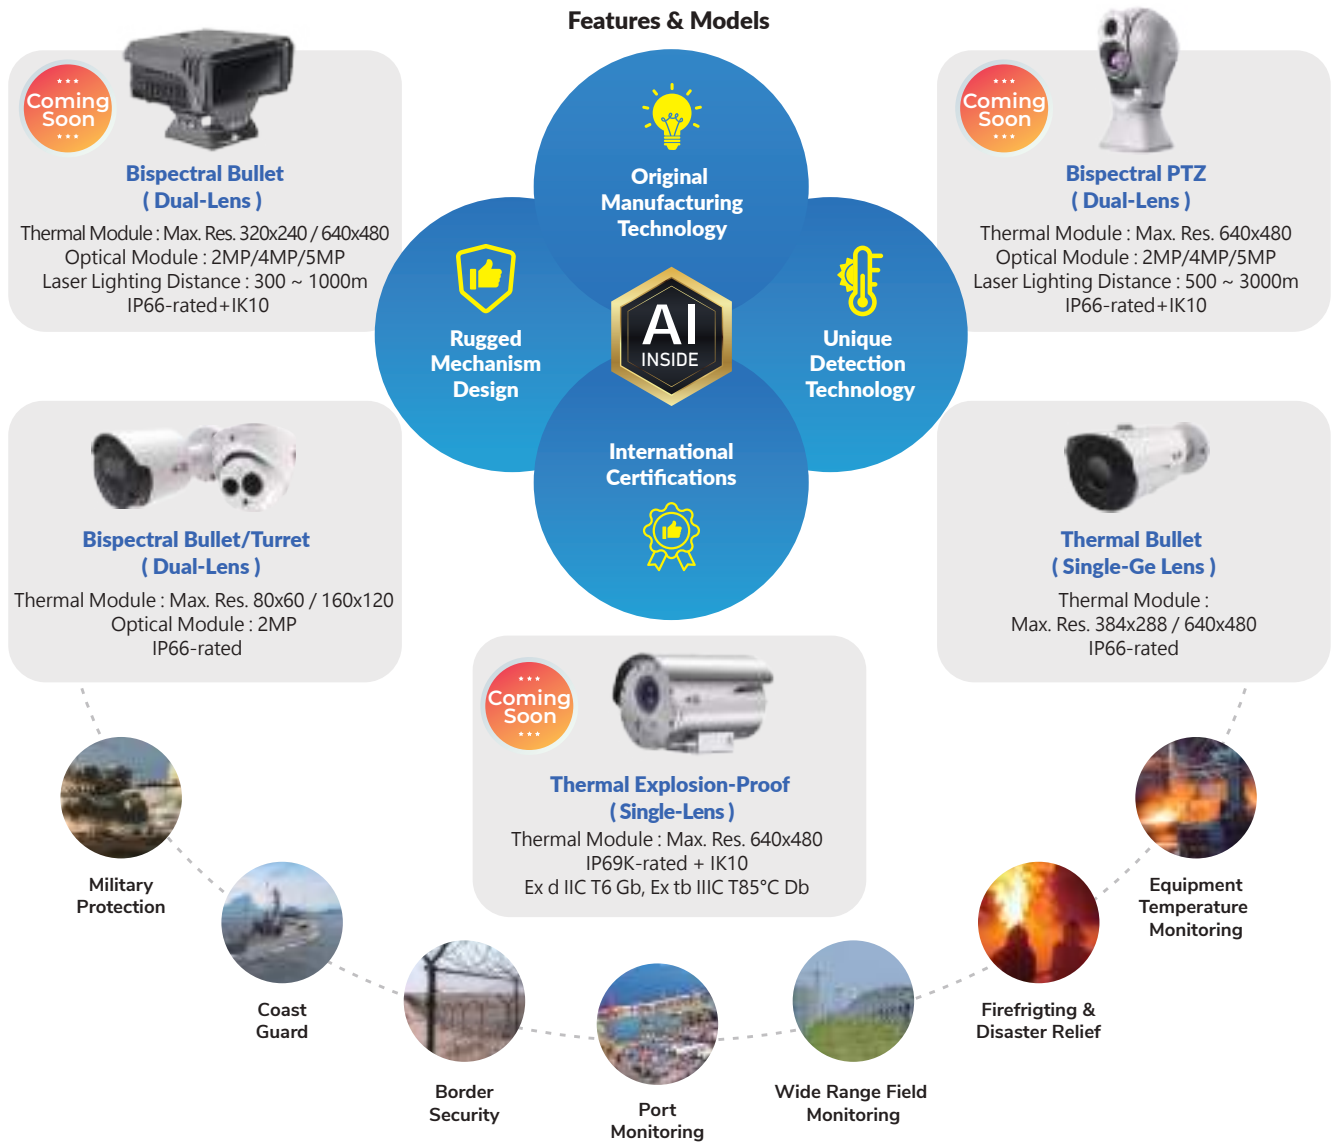 Features & Models
Coming
Soon
Bispectral Bullet
( Dual-Lens )
Thermal Module : Max. Res. 320x240 / 640x480
Optical Module : 2MP/4MP/5MP
Laser Lighting Distance : 300 ~ 1000m
IP66-rated+IK10
Original
Manufacturing
Technology
Rugged
Mechanism
Design
AI
INSIDE
Unique
Detection
Technology
International
Certifications
Coming
Soon
Bispectral PTZ
( Dual-Lens )
Thermal Module : Max. Res. 640x480
Optical Module : 2MP/4MP/5MP
Laser Lighting Distance : 500 ~ 3000m
IP66-rated+IK10
Bispectral Bullet/Turret
( Dual-Lens )
Thermal Module : Max. Res. 80x60 / 160x120
Optical Module : 2MP
IP66-rated
Thermal Bullet
( Single-Ge Lens )
Thermal Module :
Max. Res. 384x288 / 640x480
IP66-rated
Coming
Soon
Thermal Explosion-Proof
( Single-Lens )
Thermal Module : Max. Res. 640x480
IP69K-rated + IK10
Ex d IIC T6 Gb, Ex tb IIIC T85°C Db
Military
Protection
Coast
Guard
Border
Security
Port
Monitoring
Wide Range Field
Monitoring
Firefrigting &
Disaster Relief
Equipment
Temperature
Monitoring